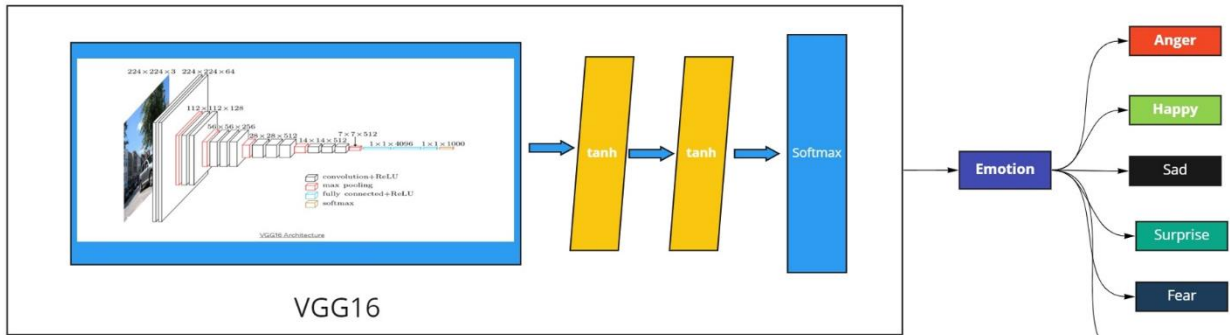 224×224×3 224×224×64
112×112×128
56×56×256
28×28×512
14×14×512
7×7×512
1×1×4096 1×1×1000
convolution+ReLU
max pooling
fully connected+ReLU
softmax
VGG16 Architecture
tanh
tanh
Softmax
VGG16
Emotion
Anger
Happy
Sad
Surprise
Fear